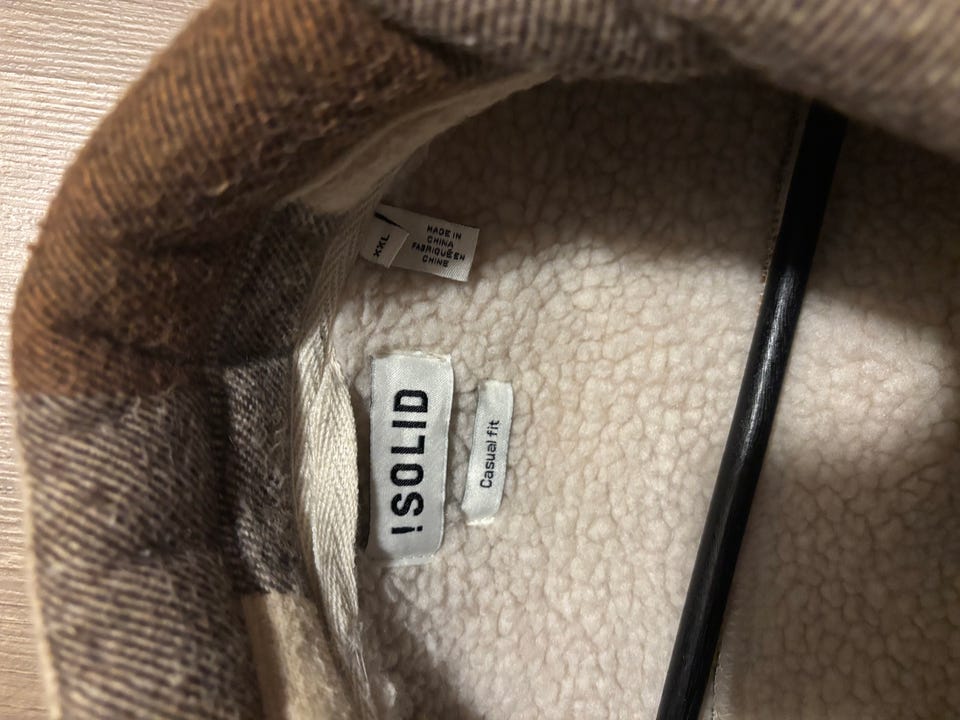 XXL
MADE IN
CHINA
FABRIQUÉ EN
CHINE
!SOLID
Casual fit